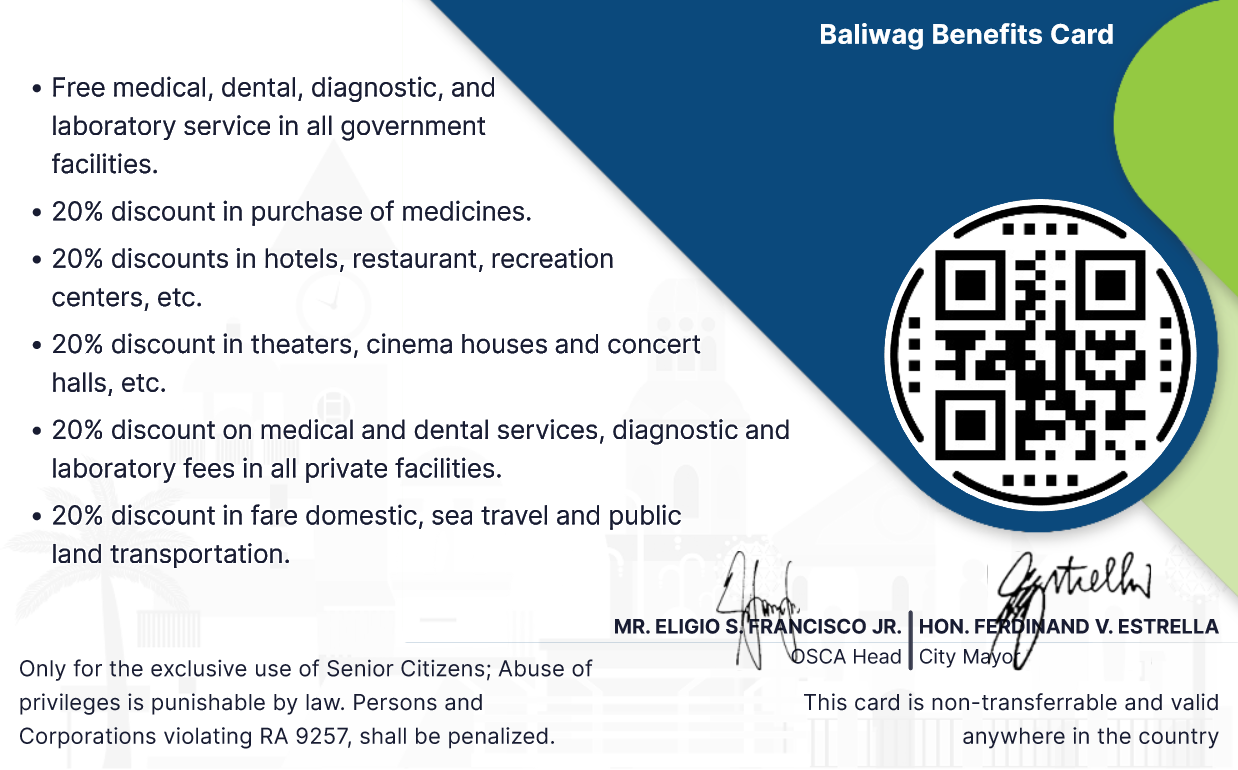 Baliwag Benefits Card
• Free medical, dental, diagnostic, and
laboratory service in all government
facilities.
• 20% discount in purchase of medicines.
• 20% discounts in hotels, restaurant, recreation
centers, etc.
• 20% discount in theaters, cinema houses and concert
halls, etc.
• 20% discount on medical and dental services, diagnostic and
laboratory fees in all private facilities.
• 20% discount in fare domestic, sea travel and public
land transportation.
MR. ELIGIO S. FRANCISCO JR.
OSCA Head
HON. FERDINAND V. ESTRELLA
City Mayor
Only for the exclusive use of Senior Citizens; Abuse of
privileges is punishable by law. Persons and
Corporations violating RA 9257, shall be penalized.
This card is non-transferrable and valid
anywhere in the country